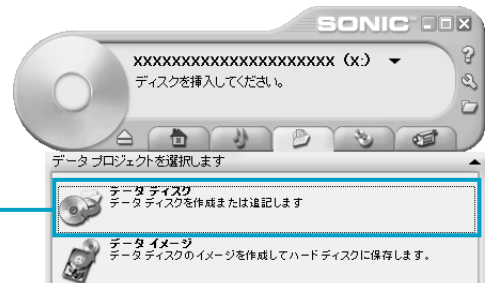 SONIC
XXXXXXXXXXXXXXXXXXXXX (X:)
ディスクを挿入してください。
データ プロジェクトを選択します
データ ディスク
データ ディスクを作成または追記します
データ イメージ
データ ディスクのイメージを作成してハード ディスクに保存します。